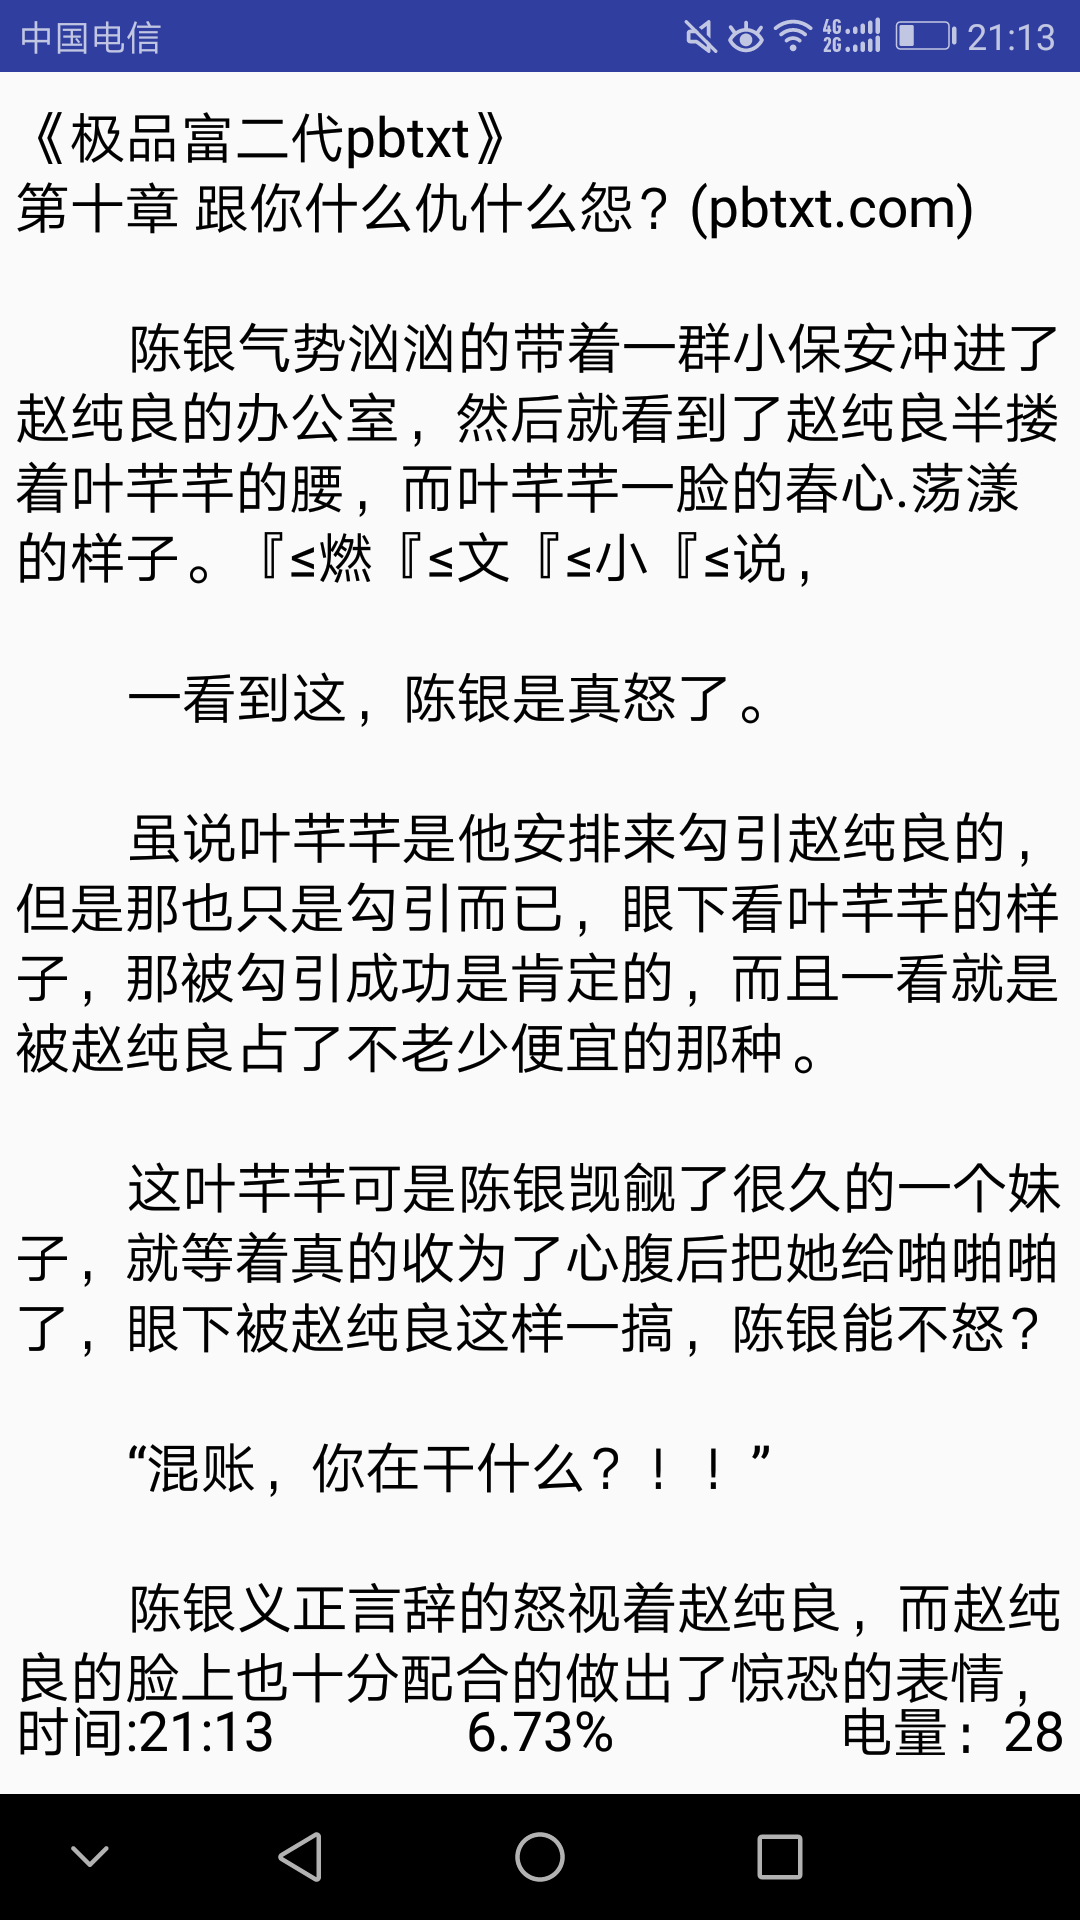 中国电信 4G 2G 21:13
《极品富二代pbtxt》
第十章 跟你什么仇什么怨？(pbtxt.com)
陈银气势汹汹的带着一群小保安冲进了
赵纯良的办公室，然后就看到了赵纯良半搂
着叶芊芊的腰，而叶芊芊一脸的春心.荡漾
的样子。『≤燃『≤文『≤小『≤说，
一看到这，陈银是真怒了。
虽说叶芊芊是他安排来勾引赵纯良的，
但是那也只是勾引而已，眼下看叶芊芊的样
子，那被勾引成功是肯定的，而且一看就是
被赵纯良占了不老少便宜的那种。
这叶芊芊可是陈银觊觎了很久的一个妹
子，就等着真的收为了心腹后把她给啪啪啪
了，眼下被赵纯良这样一搞，陈银能不怒？
“混账，你在干什么？！！”
陈银义正言辞的怒视着赵纯良，而赵纯
良的脸上也十分配合的做出了惊恐的表情，
时间:21:13 6.73% 电量：28